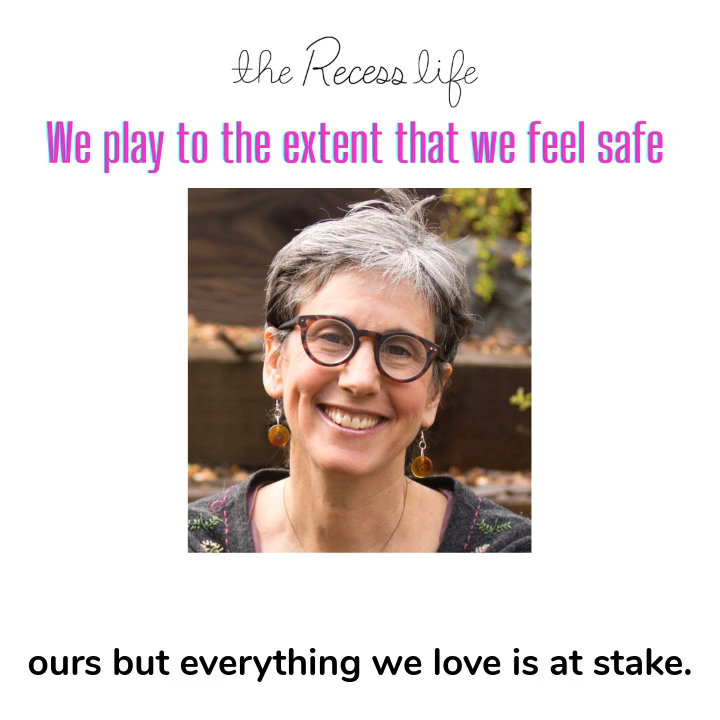 the Recess life
We play to the extent that we feel safe
ours but everything we love is at stake.